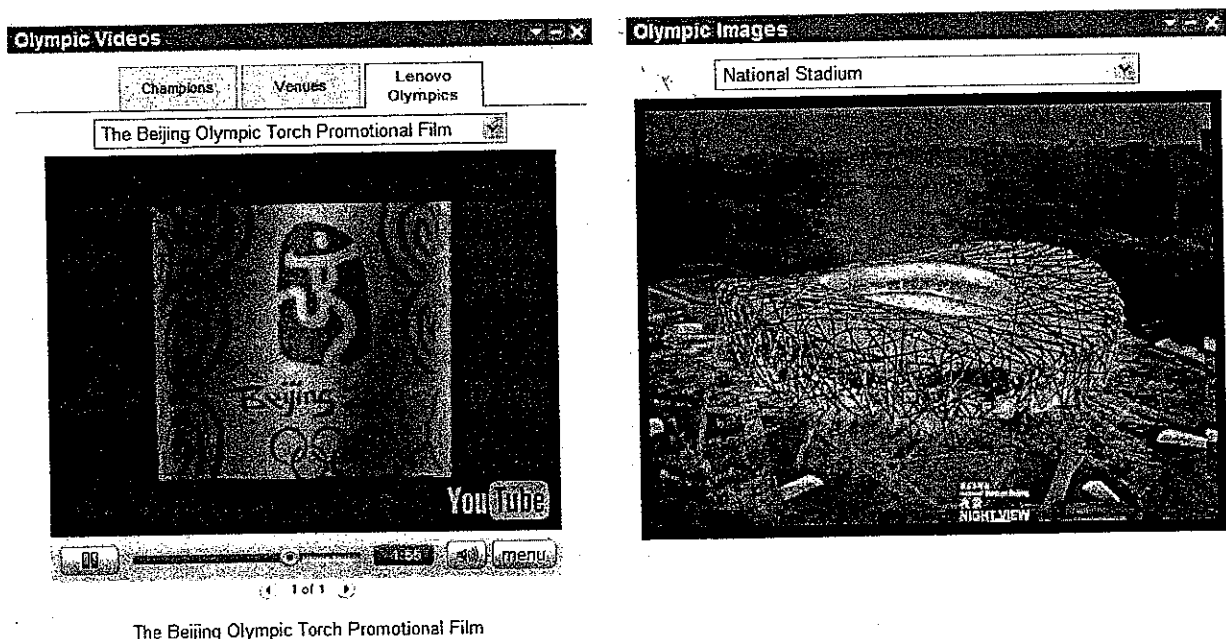 Olympic Videos
Champions
Venues
Lenovo
Olympics
The Beijing Olympic Torch Promotional Film
Beijing
YouTube
menu
1 of 1
The Beijing Olympic Torch Promotional Film
Olympic Images
National Stadium
NIGHT VIEW